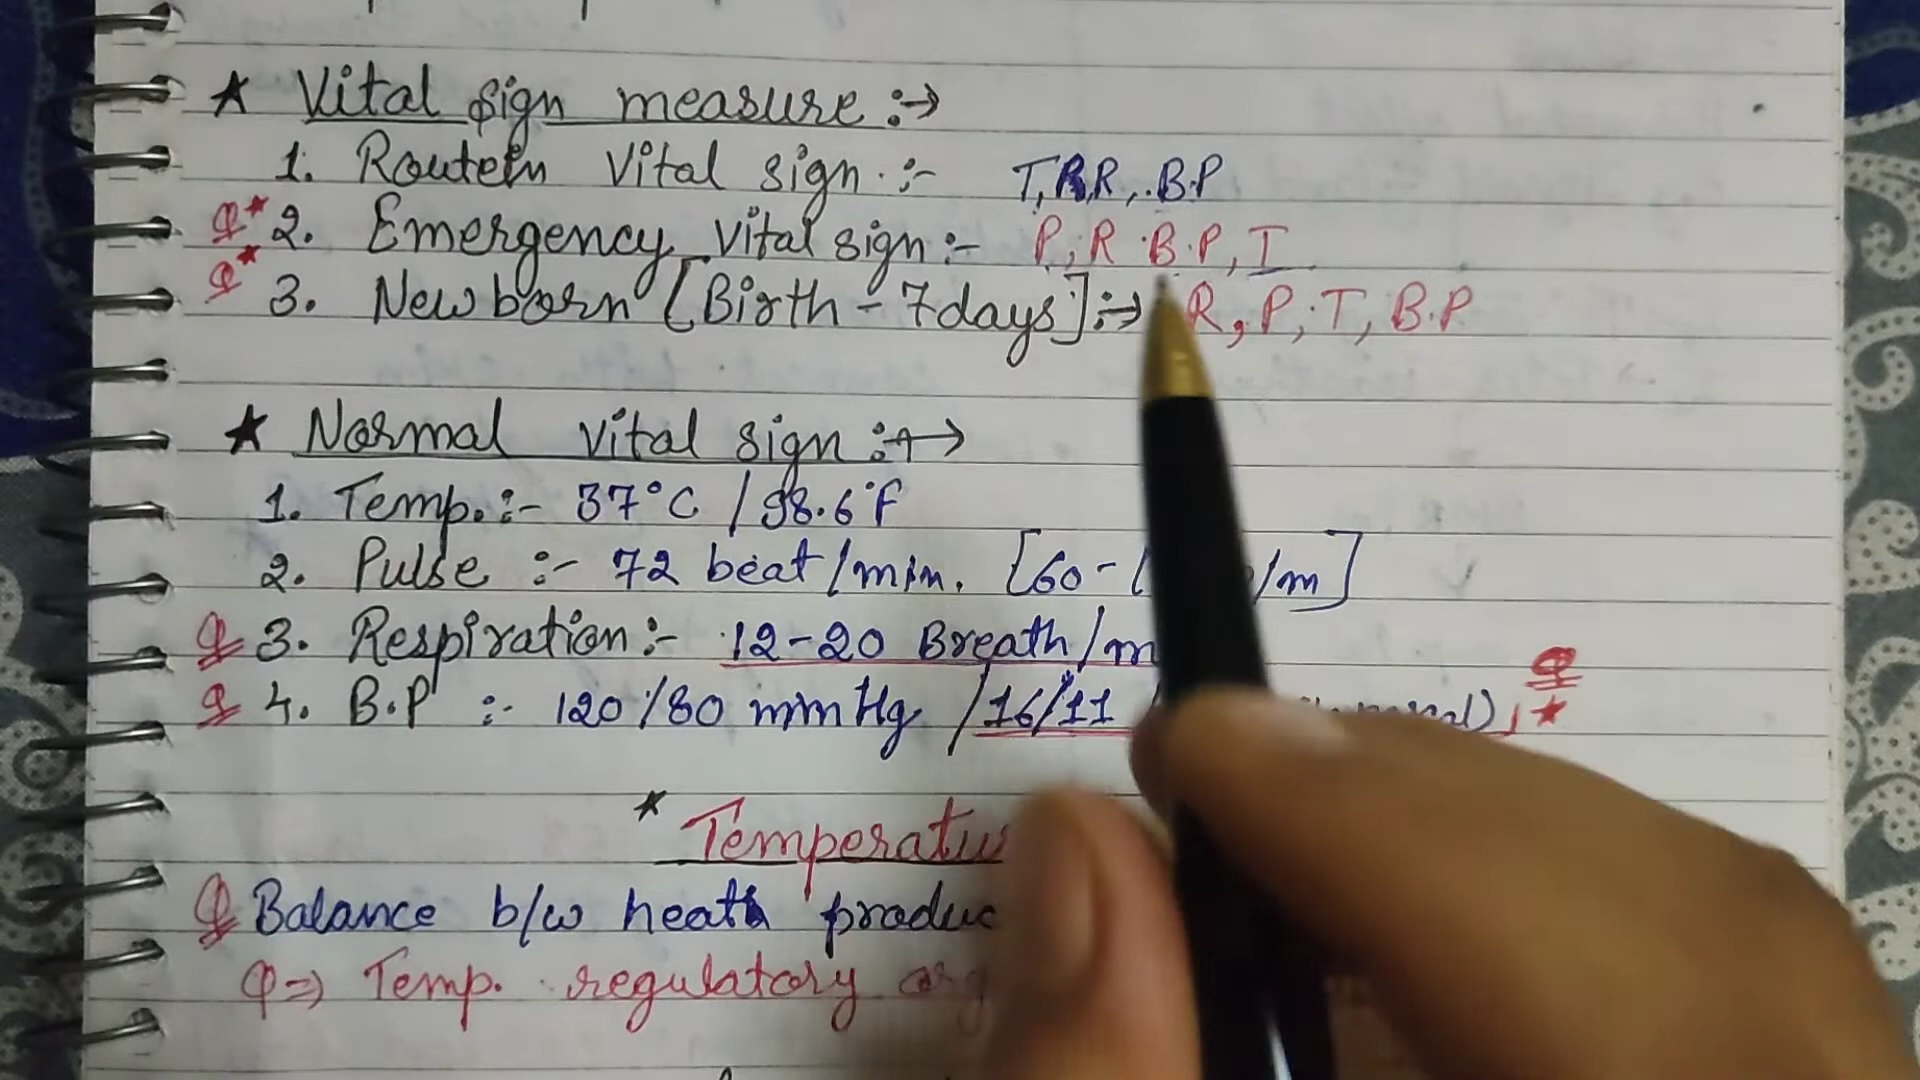 ★ Vital sign measure :→
1. Routein Vital sign :- T, R,R, B.P
Q* 2. Emergency Vital sign :- P, R B.P, T
Q* 3. New born [Birth - 7days] :→ R, P, T, B.P
★ Normal Vital sign :→
1. Temp. :- 37°C / 98.6°F
2. Pulse :- 72 beat/min. [60- /m]
Q 3. Respiration :- 12-20 Breath/m
Q 4. B.P :- 120/80 mmHg /16/11 Q ★
* Temperatu
Q Balance b/w heat produc
Q⇒ Temp. regulatory